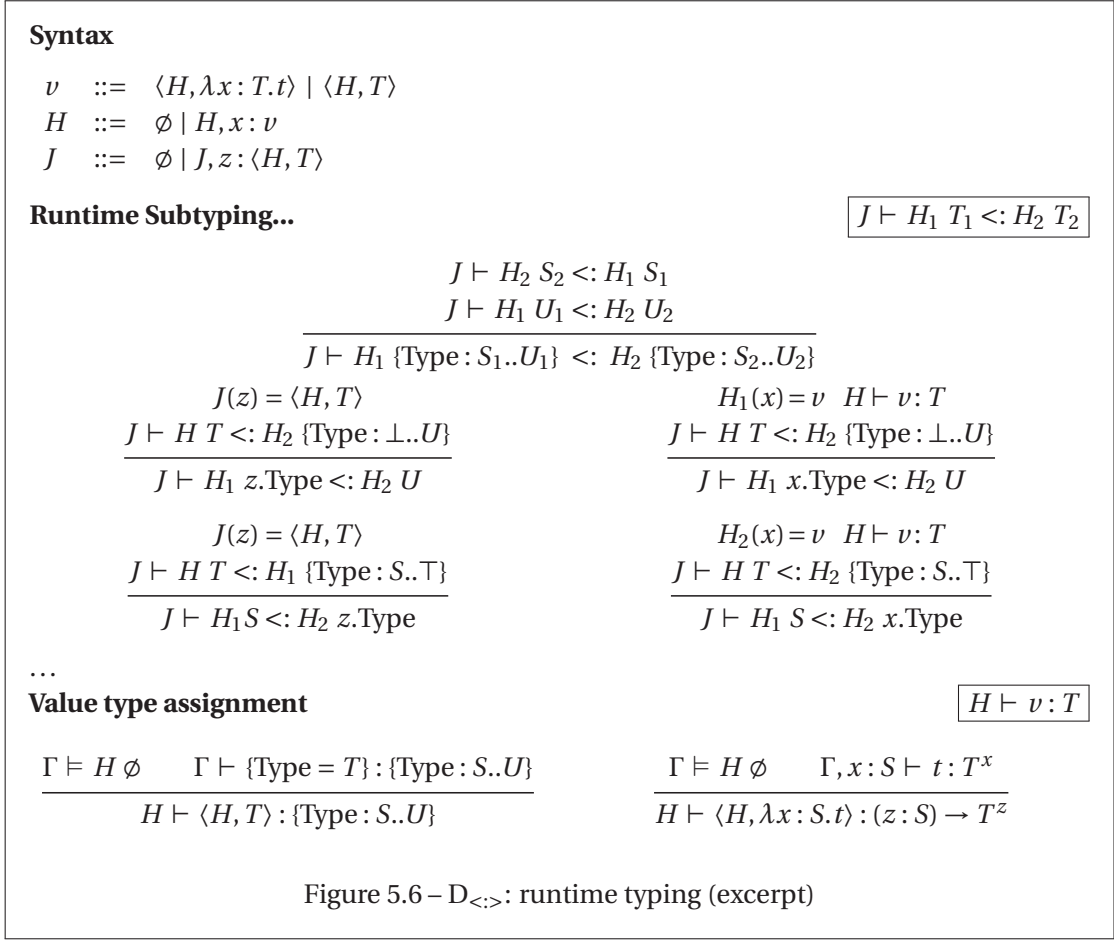 Syntax
v ::= ⟨H, λx : T.t⟩ | ⟨H, T⟩
H ::= ∅ | H, x : v
J ::= ∅ | J, z : ⟨H, T⟩
Runtime Subtyping... J ⊢ H₁ T₁ <: H₂ T₂
J ⊢ H₂ S₂ <: H₁ S₁
J ⊢ H₁ U₁ <: H₂ U₂
J ⊢ H₁ {Type : S₁..U₁} <: H₂ {Type : S₂..U₂}
J(z) = ⟨H, T⟩
J ⊢ H T <: H₂ {Type : ⊥..U}
J ⊢ H₁ z.Type <: H₂ U
H₁(x) = v H ⊢ v : T
J ⊢ H T <: H₂ {Type : ⊥..U}
J ⊢ H₁ x.Type <: H₂ U
J(z) = ⟨H, T⟩
J ⊢ H T <: H₁ {Type : S..⊤}
J ⊢ H₁S <: H₂ z.Type
H₂(x) = v H ⊢ v : T
J ⊢ H T <: H₂ {Type : S..⊤}
J ⊢ H₁ S <: H₂ x.Type
...
Value type assignment H ⊢ v : T
Γ ⊨ H ∅ Γ ⊢ {Type = T} : {Type : S..U}
H ⊢ ⟨H, T⟩ : {Type : S..U}
Γ ⊨ H ∅ Γ, x : S ⊢ t : Tˣ
H ⊢ ⟨H, λx : S.t⟩ : (z : S) → Tᶻ
Figure 5.6 – D<:>: runtime typing (excerpt)